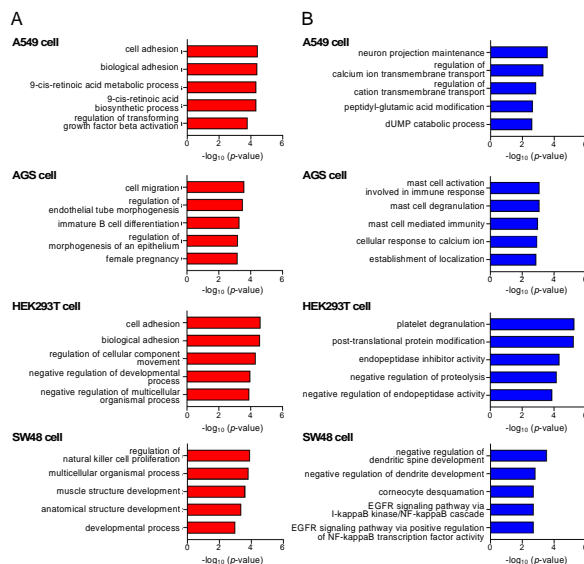 A
A549 cell
cell adhesion
biological adhesion
9-cis-retinoic acid metabolic process
9-cis-retinoic acid
biosynthetic process
regulation of transforming
growth factor beta activation
0 2 4 6
-log10 (p-value)
AGS cell
cell migration
regulation of
endothelial tube morphogenesis
immature B cell differentiation
regulation of
morphogenesis of an epithelium
female pregnancy
0 2 4 6
-log10 (p-value)
HEK293T cell
cell adhesion
biological adhesion
regulation of cellular component
movement
negative regulation of developmental
process
negative regulation of multicellular
organismal process
0 2 4 6
-log10 (p-value)
SW48 cell
regulation of
natural killer cell proliferation
multicellular organismal process
muscle structure development
anatomical structure development
developmental process
0 2 4 6
-log10 (p-value)
B
A549 cell
neuron projection maintenance
regulation of
calcium ion transmembrane transport
regulation of
cation transmembrane transport
peptidyl-glutamic acid modification
dUMP catabolic process
0 2 4 6
-log10 (p-value)
AGS cell
mast cell activation
involved in immune response
mast cell degranulation
mast cell mediated immunity
cellular response to calcium ion
establishment of localization
0 2 4 6
-log10 (p-value)
HEK293T cell
platelet degranulation
post-translational protein modification
endopeptidase inhibitor activity
negative regulation of proteolysis
negative regulation of endopeptidase activity
0 2 4 6
-log10 (p-value)
SW48 cell
negative regulation of
dendritic spine development
negative regulation of dendrite development
corneocyte desquamation
EGFR signaling pathway via
I-kappaB kinase/NF-kappaB cascade
EGFR signaling pathway via positive regulation
of NF-kappaB transcription factor activity
0 2 4 6
-log10 (p-value)